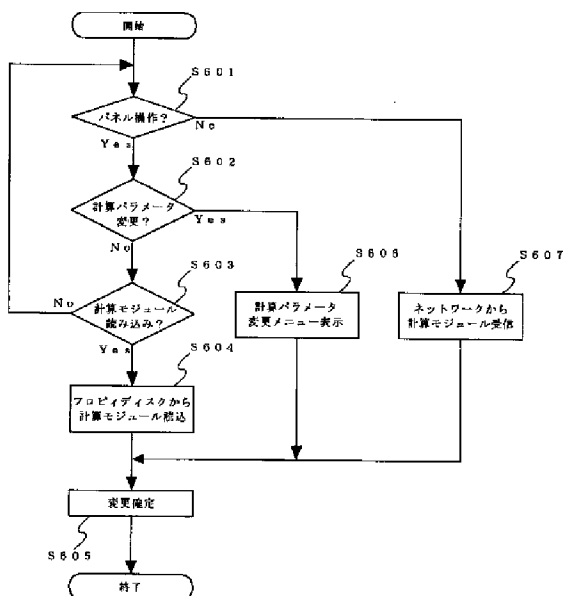 開始
S601
パネル操作?
No
Yes
S602
計算パラメータ
変更?
Yes
No
S603
計算モジュール
読み込み?
No
Yes
S606
計算パラメータ
変更メニュー表示
S607
ネットワークから
計算モジュール受信
S604
フロピィディスクから
計算モジュール読込
変更確定
S605
終了